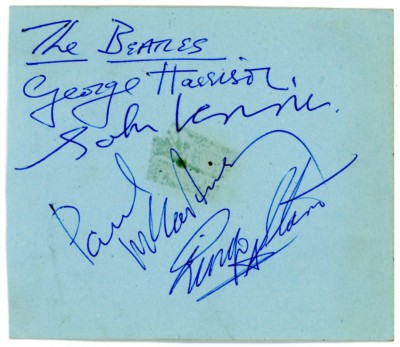 The Beatles
George Harrison.
John Lennon.
Paul
McCartney
Ringo Starr